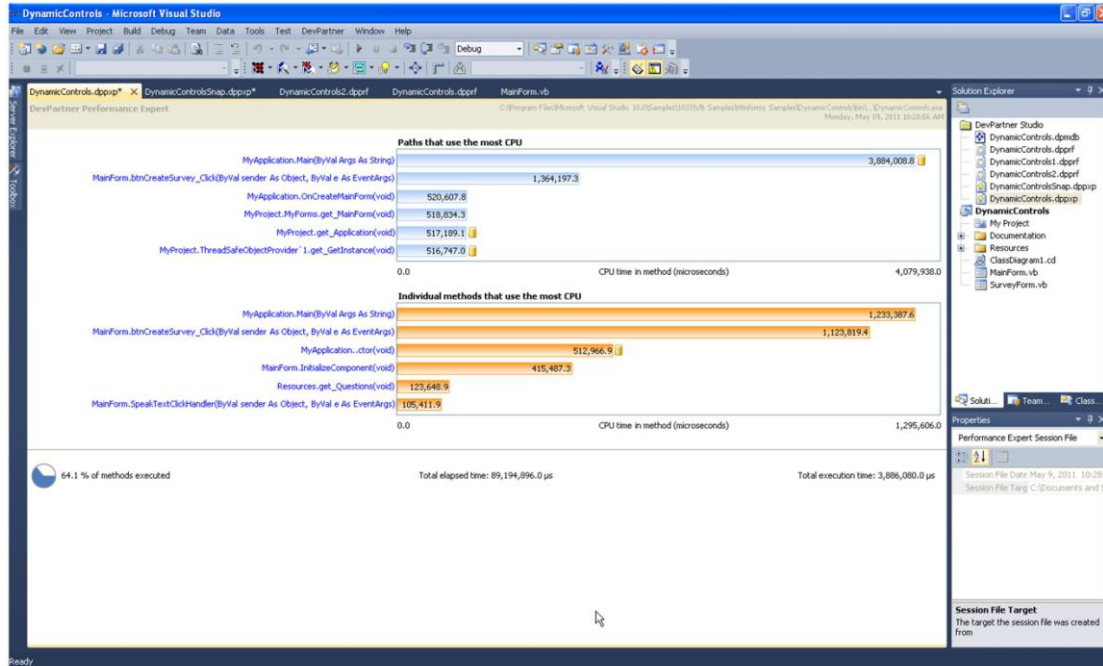 DynamicControls - Microsoft Visual Studio
File Edit View Project Build Debug Team Data Tools Test DevPartner Window Help
Debug
DynamicControls.dppxp* DynamicControlsSnap.dppxp* DynamicControls2.dpprf DynamicControls.dpprf MainForm.vb
Server Explorer
Toolbox
DevPartner Performance Expert
Monday, May 09, 2011 10:28:56 AM
Paths that use the most CPU
MyApplication.Main(ByVal Args As String) 3,884,008.8
MainForm.btnCreateSurvey_Click(ByVal sender As Object, ByVal e As EventArgs) 1,364,197.3
MyApplication.OnCreateMainForm(void) 520,607.8
MyProject.MyForms.get_MainForm(void) 518,834.3
MyProject.get_Application(void) 517,189.1
MyProject.ThreadSafeObjectProvider`1.get_GetInstance(void) 516,747.0
0.0 CPU time in method (microseconds) 4,079,938.0
Individual methods that use the most CPU
MyApplication.Main(ByVal Args As String) 1,233,387.6
MainForm.btnCreateSurvey_Click(ByVal sender As Object, ByVal e As EventArgs) 1,123,819.4
MyApplication..ctor(void) 512,966.9
MainForm.InitializeComponent(void) 415,487.3
Resources.get_Questions(void) 123,648.9
MainForm.SpeakTextClickHandler(ByVal sender As Object, ByVal e As EventArgs) 105,411.9
0.0 CPU time in method (microseconds) 1,295,606.0
64.1 % of methods executed Total elapsed time: 89,194,896.0 µs Total execution time: 3,886,080.0 µs
Solution Explorer
DevPartner Studio
DynamicControls.dpmdb
DynamicControls.dpprf
DynamicControls1.dpprf
DynamicControls2.dpprf
DynamicControlsSnap.dppxp
DynamicControls.dppxp
DynamicControls
My Project
Documentation
Resources
ClassDiagram1.cd
MainForm.vb
SurveyForm.vb
Soluti... Team... Class...
Properties
Performance Expert Session File
Session File Date May 9, 2011 10:28
Session File Targ C:\Documents and S
Session File Target
The target the session file was created
from
Ready